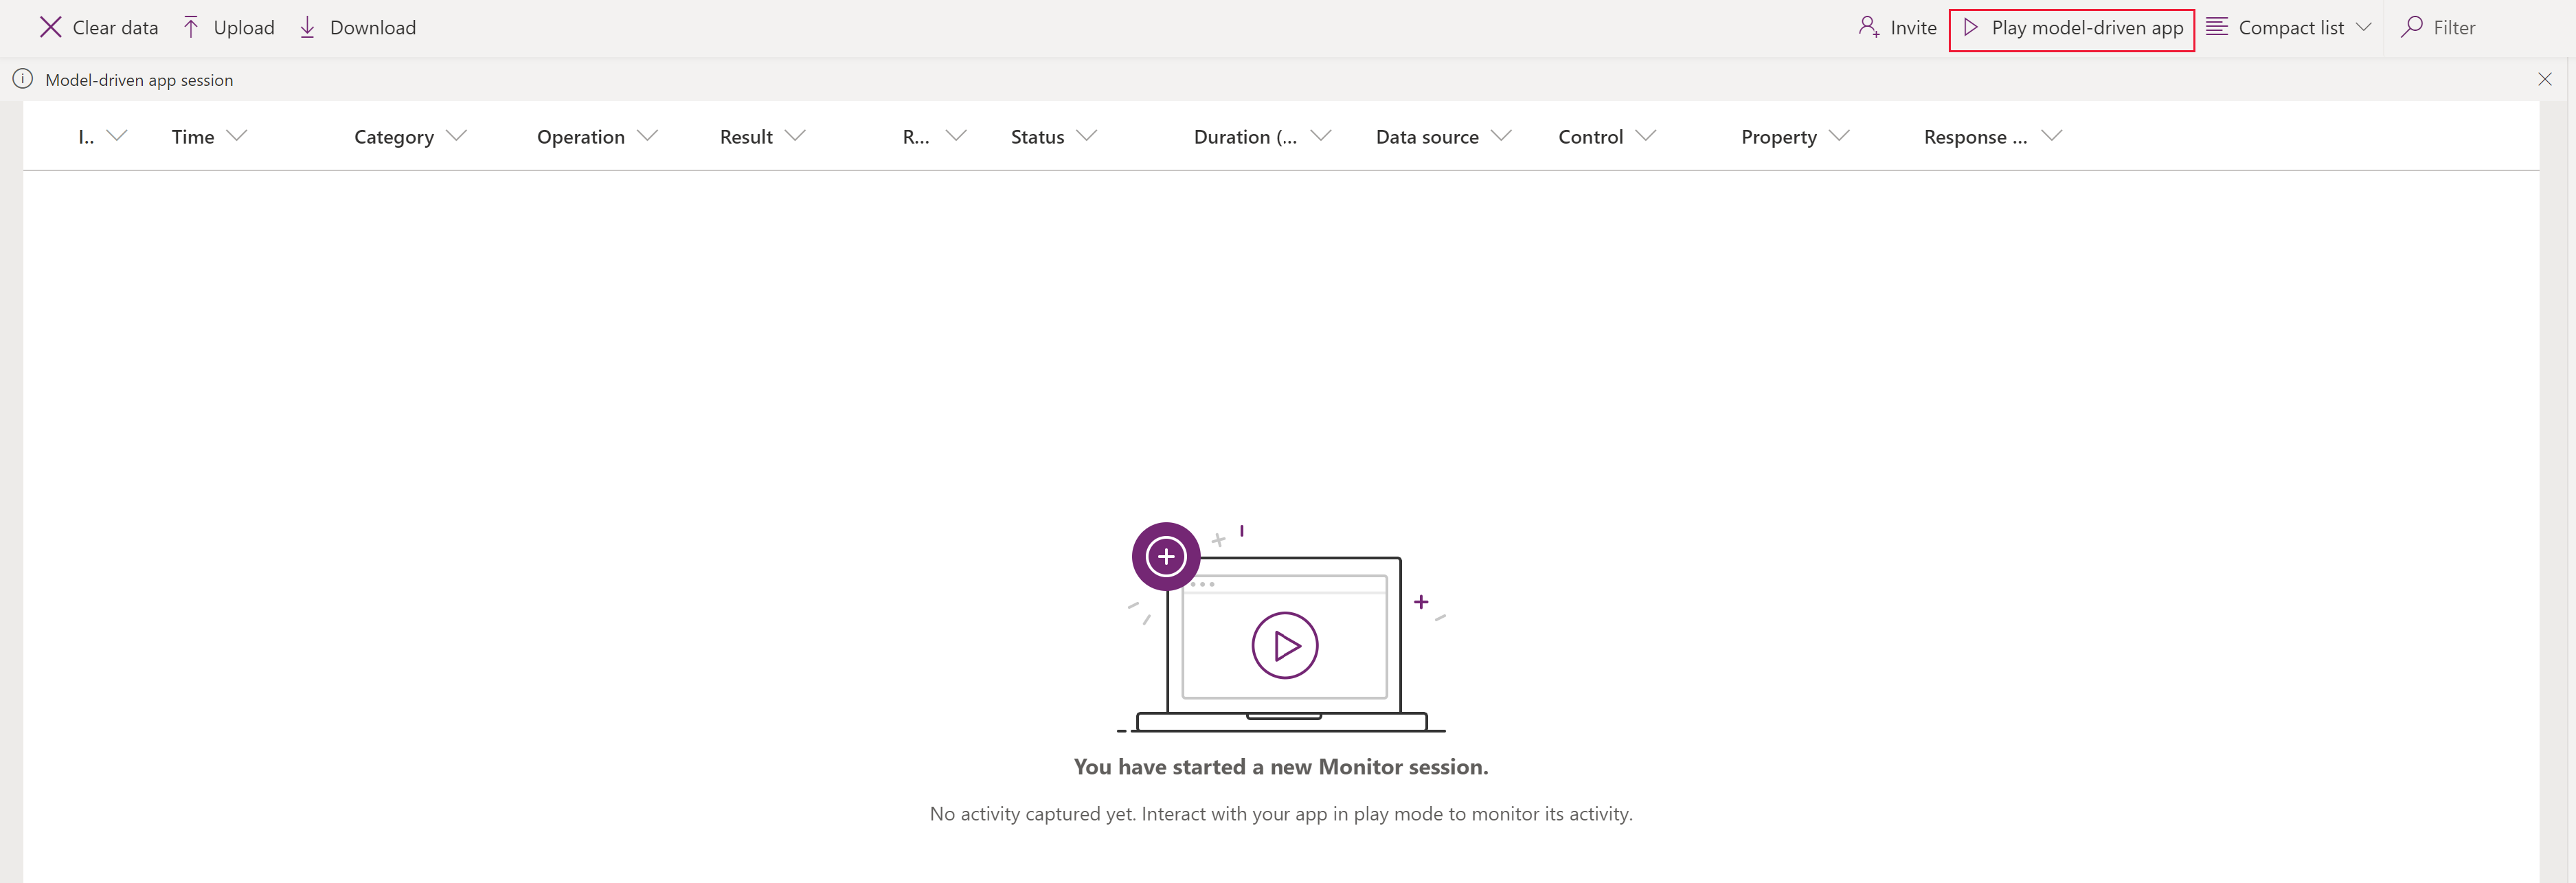 Clear data Upload Download Invite Play model-driven app Compact list Filter
Model-driven app session
I.. Time Category Operation Result R... Status Duration (... Data source Control Property Response ...
You have started a new Monitor session.
No activity captured yet. Interact with your app in play mode to monitor its activity.